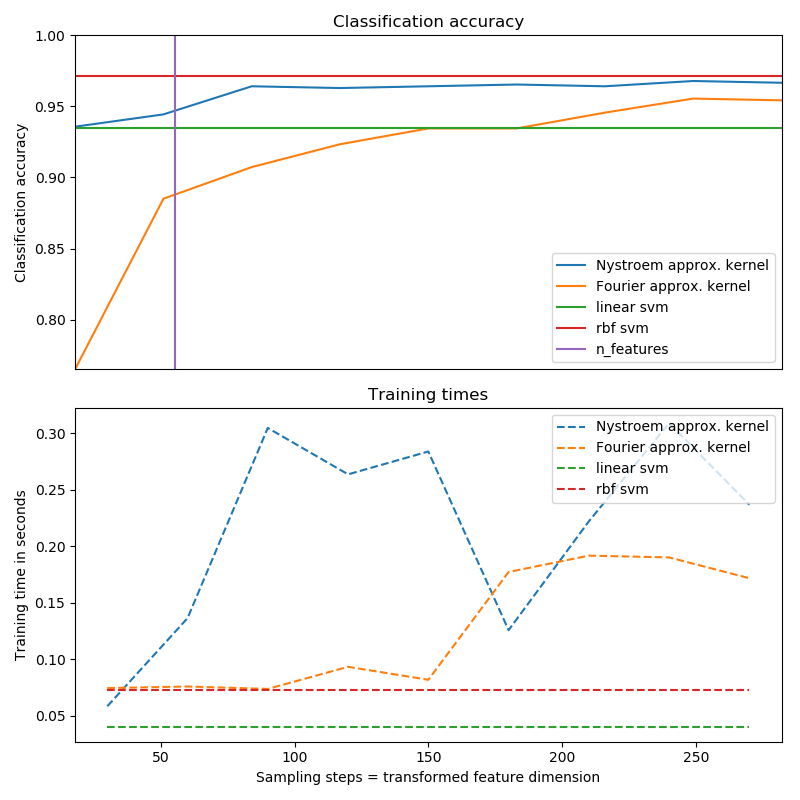 Classification accuracy
1.00
0.95
0.90
0.85
0.80
Classification accuracy
Nystroem approx. kernel
Fourier approx. kernel
linear svm
rbf svm
n_features
Training times
0.30
0.25
0.20
0.15
0.10
0.05
Training time in seconds
Nystroem approx. kernel
Fourier approx. kernel
linear svm
rbf svm
50
100
150
200
250
Sampling steps = transformed feature dimension